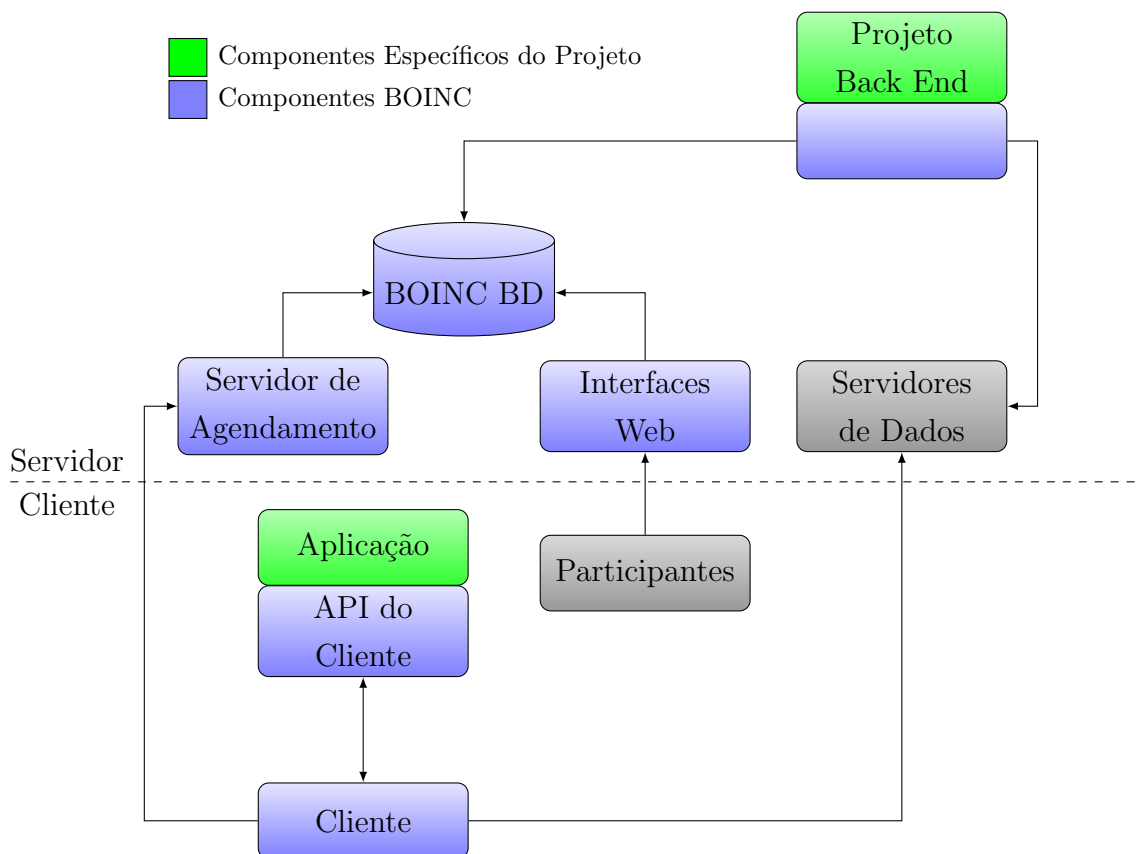 Componentes Específicos do Projeto
Componentes BOINC
Projeto
Back End
BOINC BD
Servidor de
Agendamento
Interfaces
Web
Servidores
de Dados
Servidor
Cliente
Aplicação
API do
Cliente
Participantes
Cliente